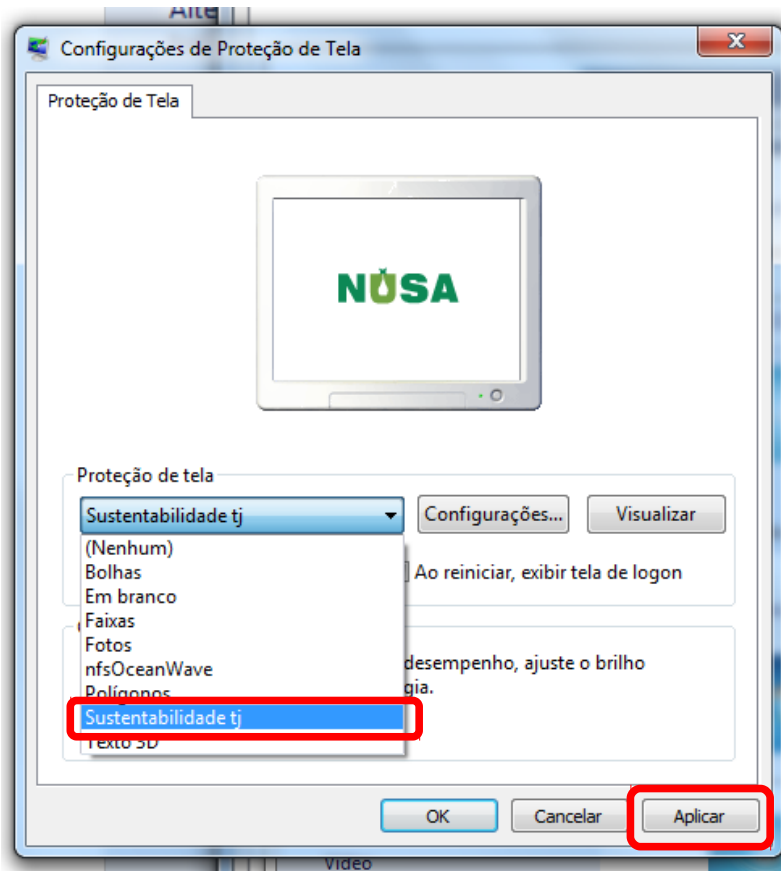 Alte
Configurações de Proteção de Tela
Proteção de Tela
NUSA
Proteção de tela
Sustentabilidade tj
Configurações...
Visualizar
(Nenhum)
Bolhas
Em branco
Faixas
Fotos
nfsOceanWave
Polígonos
Sustentabilidade tj
Texto 3D
Ao reiniciar, exibir tela de logon
desempenho, ajuste o brilho
gia.
OK Cancelar Aplicar
Vídeo